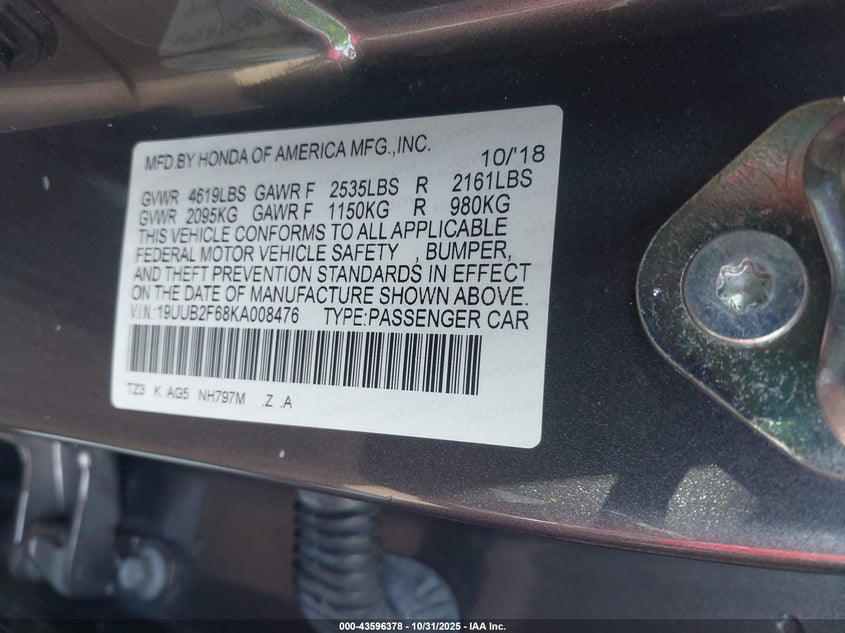 MFD.BY HONDA OF AMERICA MFG.,INC. 10/'18
GVWR 4619LBS GAWR F 2535LBS R 2161LBS
GVWR 2095KG GAWR F 1150KG R 980KG
THIS VEHICLE CONFORMS TO ALL APPLICABLE
FEDERAL MOTOR VEHICLE SAFETY , BUMPER,
AND THEFT PREVENTION STANDARDS IN EFFECT
ON THE DATE OF MANUFACTURE SHOWN ABOVE.
V.I.N.:19UUB2F68KA008476 TYPE:PASSENGER CAR
TZ3 K AG5 NH797M .Z .A
000-43596378 - 10/31/2025 - IAA Inc.